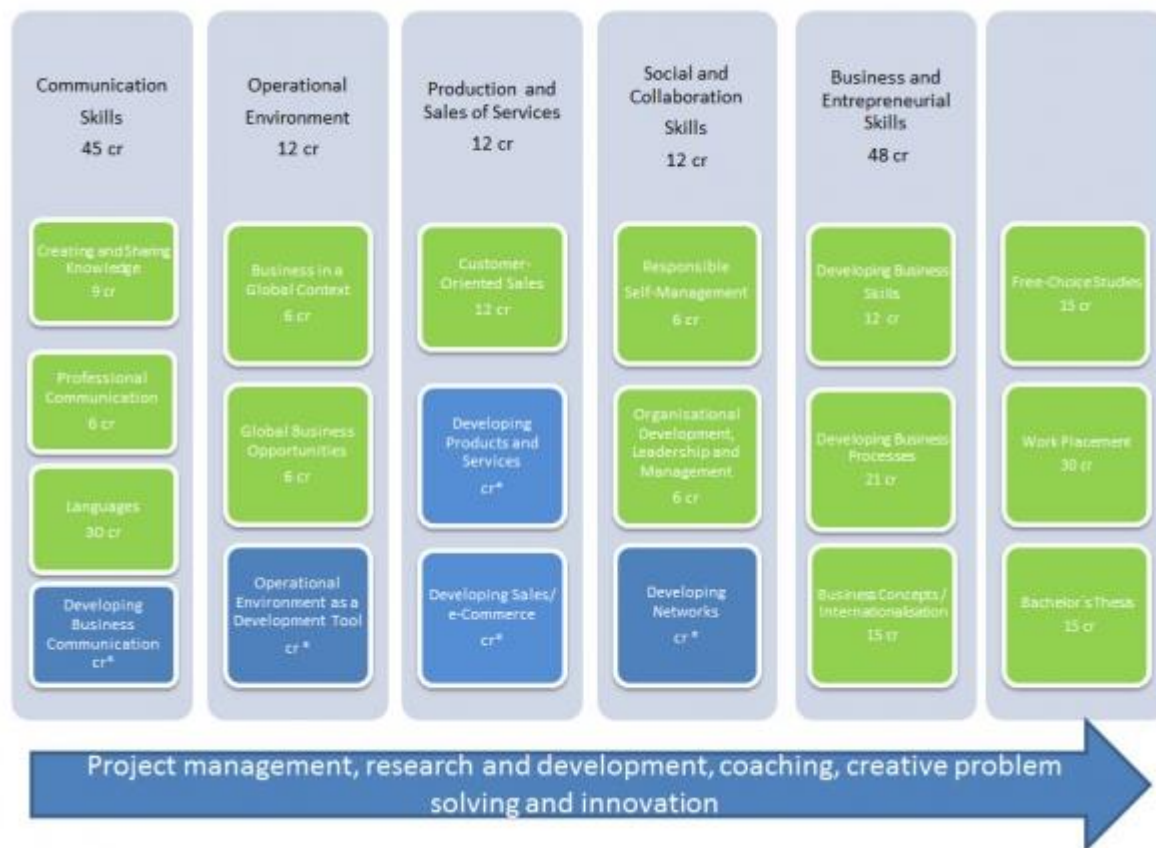 Communication
Skills
45 cr
Creating and Sharing
Knowledge
9 cr
Professional
Communication
6 cr
Languages
30 cr
Developing
Business
Communication
cr*
Operational
Environment
12 cr
Business in a
Global Context
6 cr
Global Business
Opportunities
6 cr
Operational
Environment as a
Development Tool
cr *
Production and
Sales of Services
12 cr
Customer-
Oriented Sales
12 cr
Developing
Products and
Services
cr*
Developing Sales/
e-Commerce
cr*
Social and
Collaboration
Skills
12 cr
Responsible
Self-Management
6 cr
Organisational
Development,
Leadership and
Management
6 cr
Developing
Networks
cr *
Business and
Entrepreneurial
Skills
48 cr
Developing Business
Skills
12 cr
Developing Business
Processes
21 cr
Business Concepts /
Internationalisation
15 cr
Free-Choice Studies
15 cr
Work Placement
30 cr
Bachelor's Thesis
15 cr
Project management, research and development, coaching, creative problem
solving and innovation